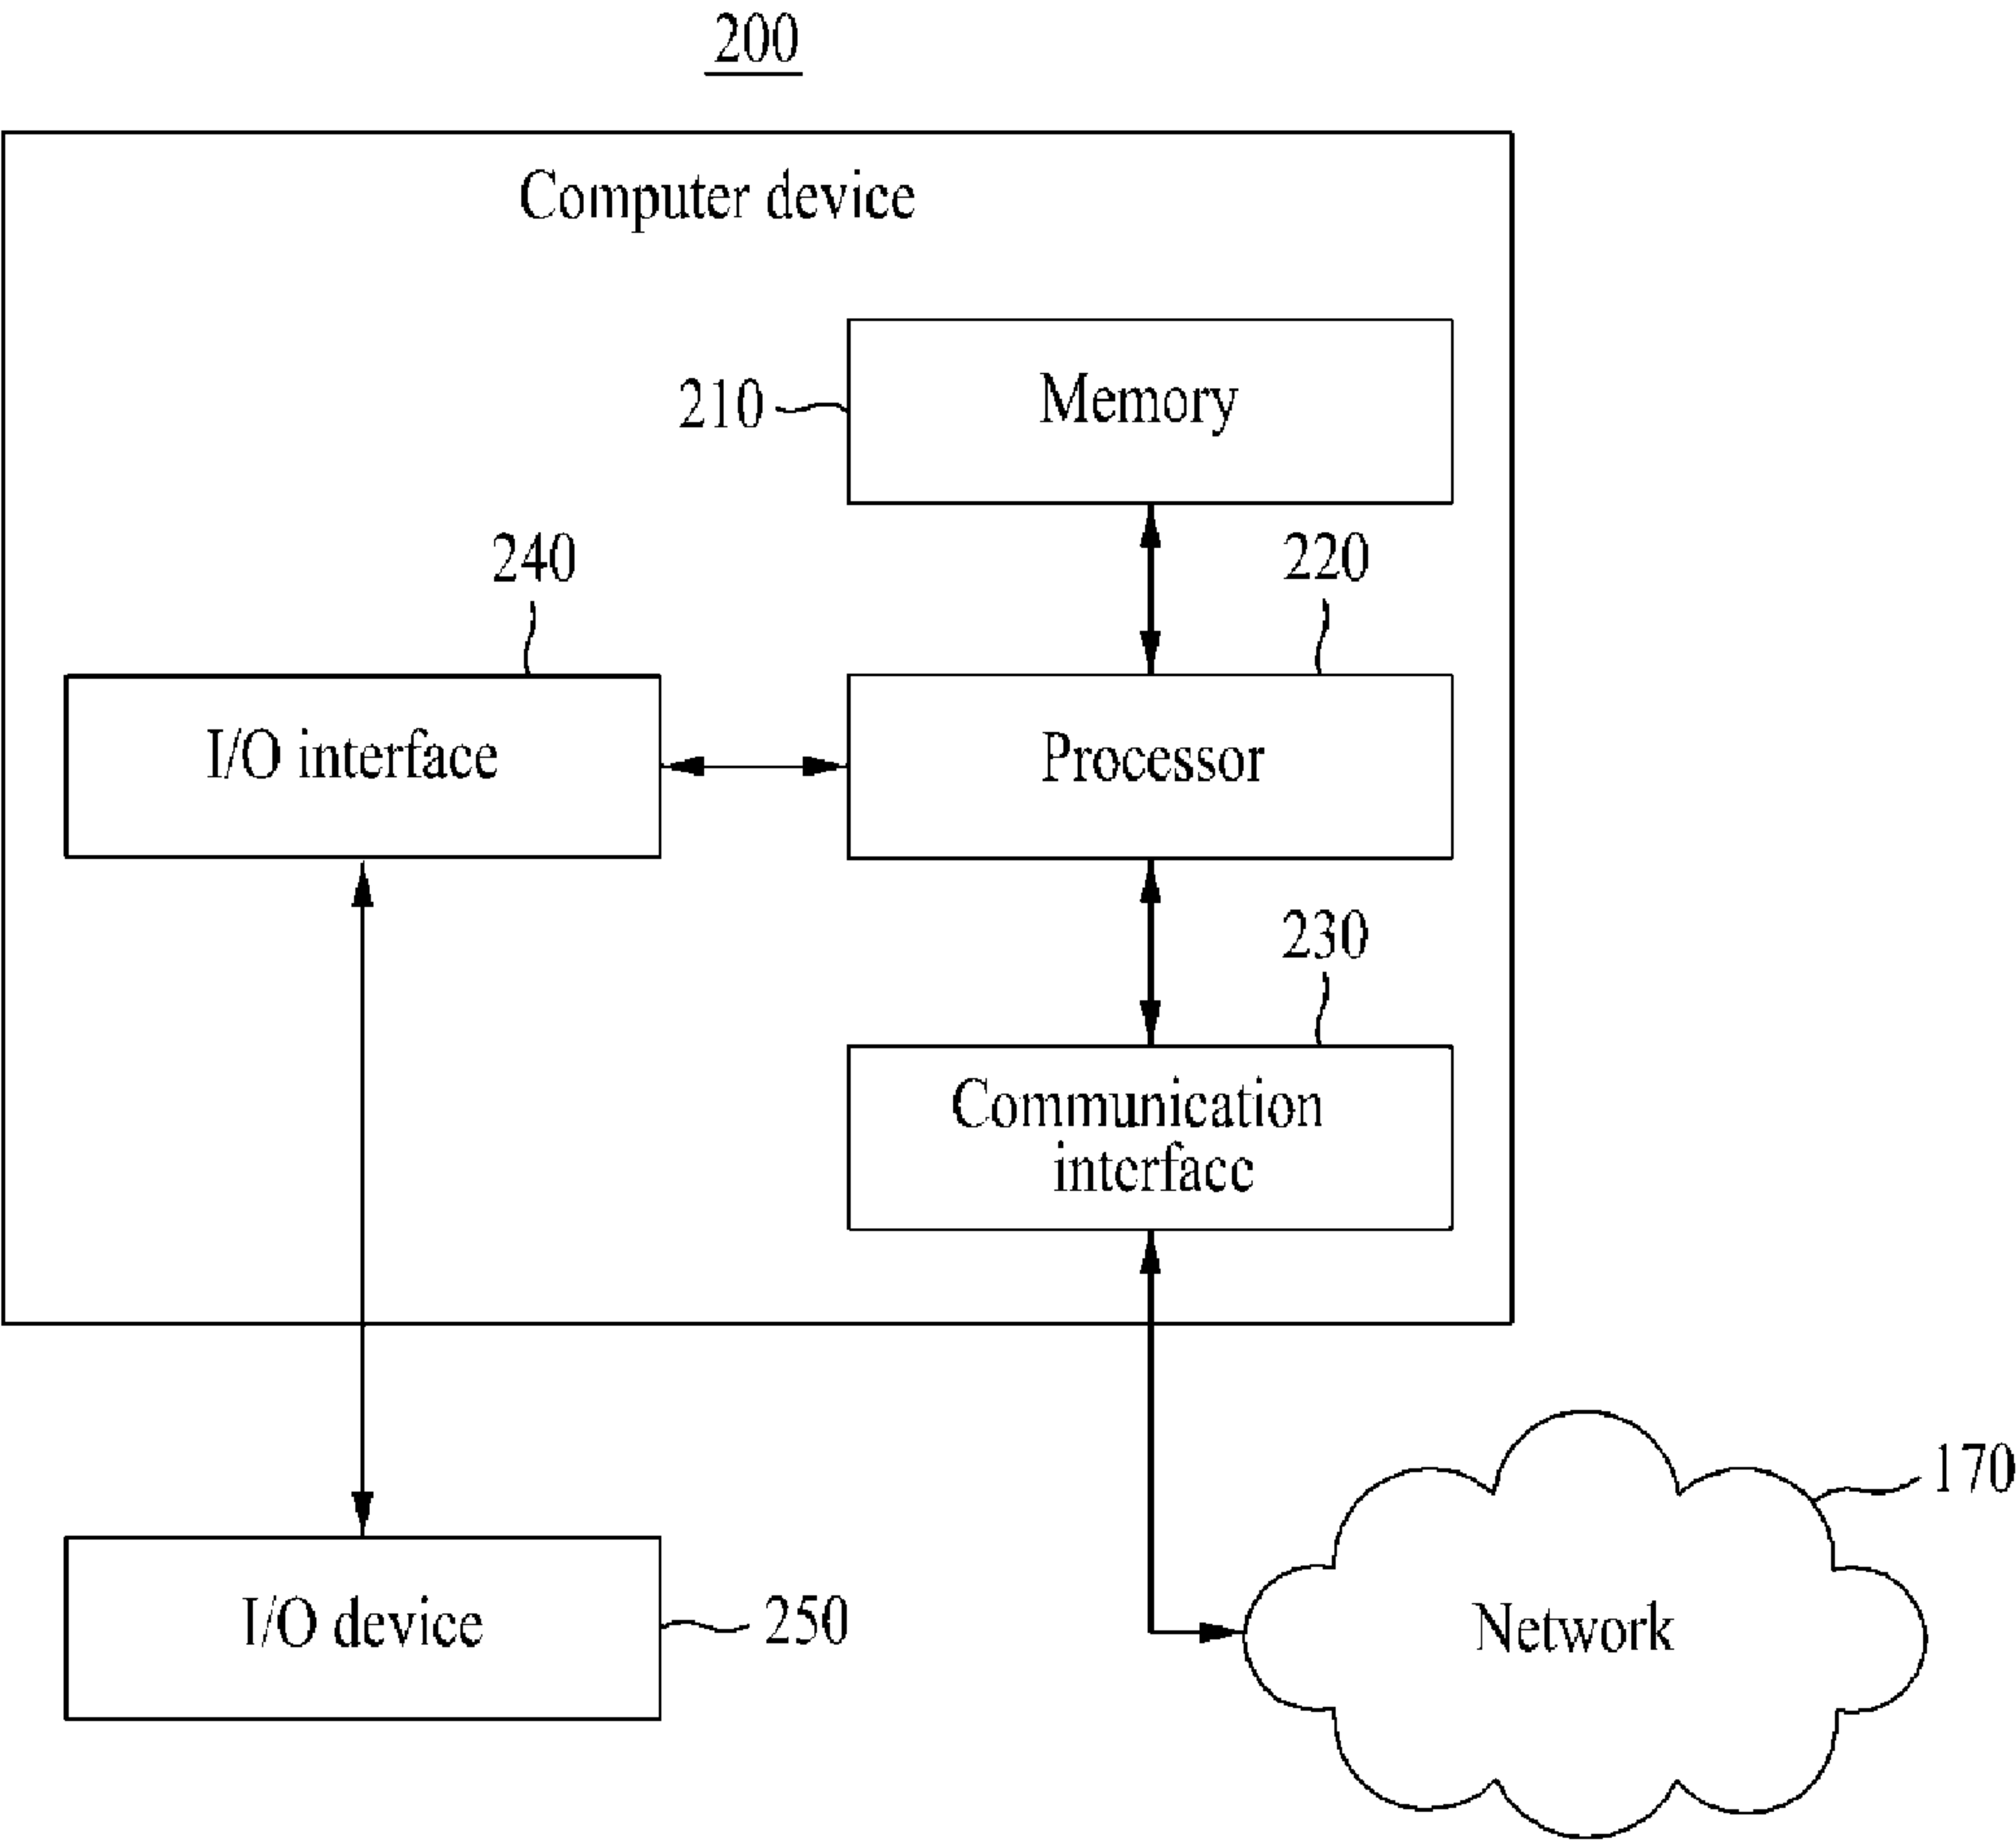 200
Computer device
210
Memory
240
220
I/O interface
Processor
230
Communication
interface
170
I/O device
250
Network